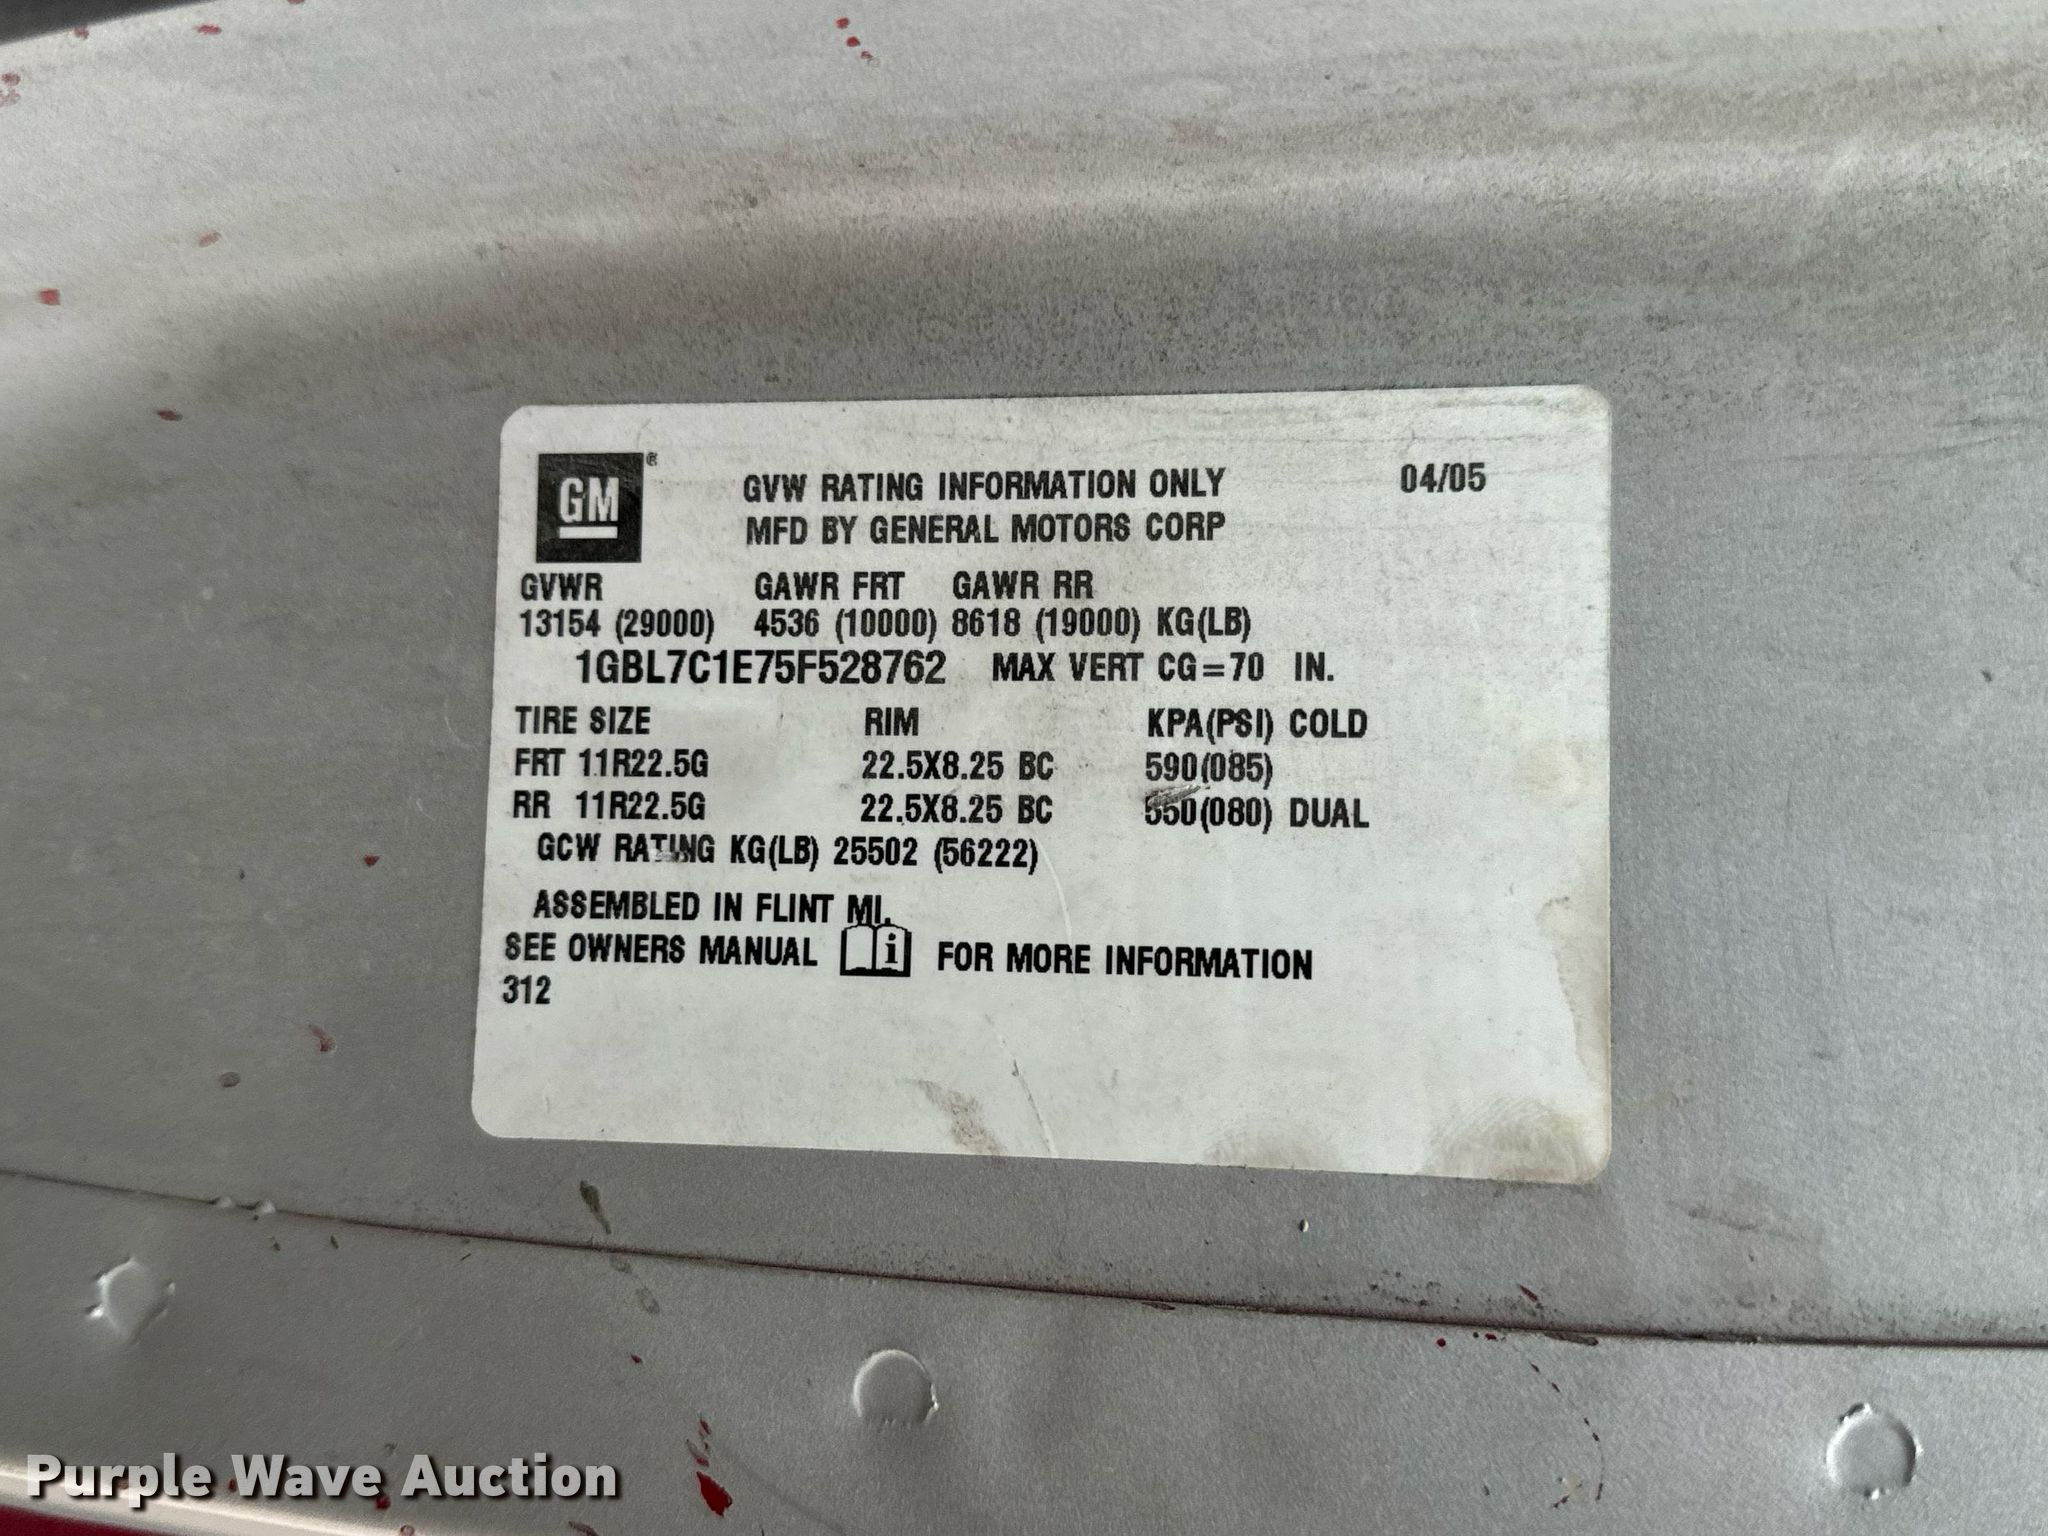 GM®
GVW RATING INFORMATION ONLY 04/05
MFD BY GENERAL MOTORS CORP
GVWR GAWR FRT GAWR RR
13154 (29000) 4536 (10000) 8618 (19000) KG(LB)
1GBL7C1E75F528762 MAX VERT CG=70 IN.
TIRE SIZE RIM KPA(PSI) COLD
FRT 11R22.5G 22.5X8.25 BC 590(085)
RR 11R22.5G 22.5X8.25 BC 550(080) DUAL
GCW RATING KG(LB) 25502 (56222)
ASSEMBLED IN FLINT MI.
SEE OWNERS MANUAL i FOR MORE INFORMATION
312
Purple Wave Auction